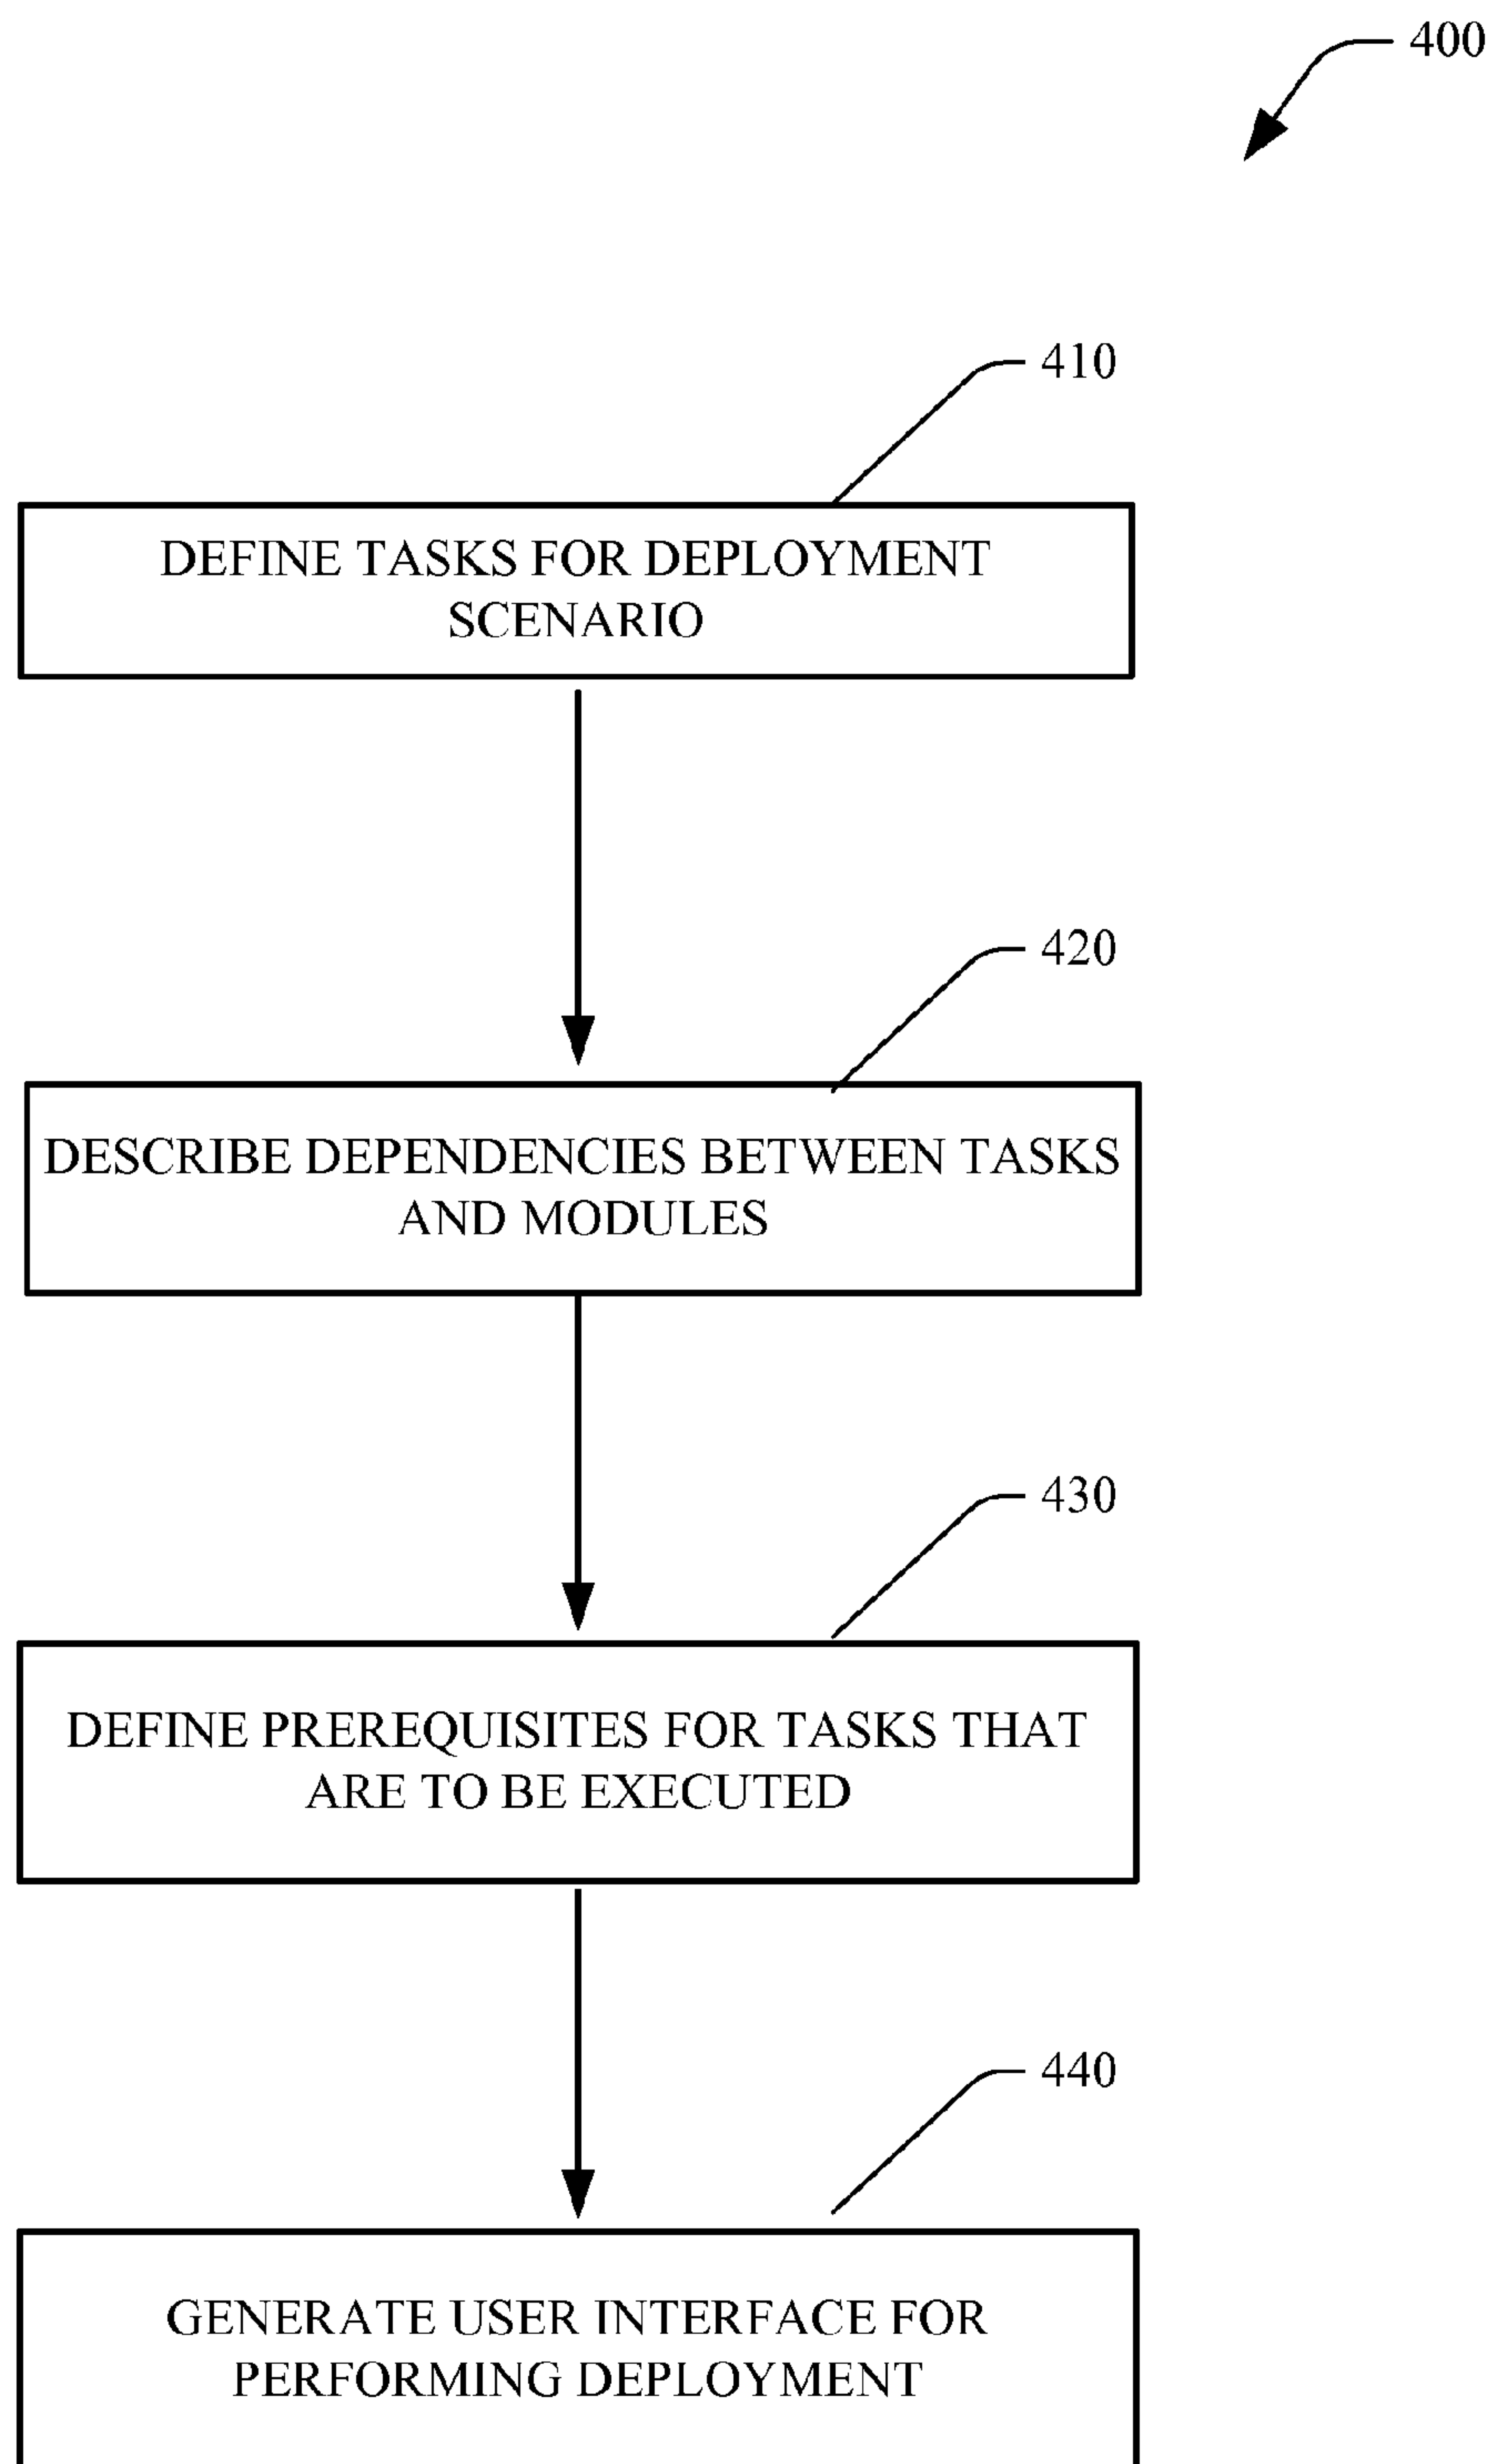 400
410
DEFINE TASKS FOR DEPLOYMENT
SCENARIO
420
DESCRIBE DEPENDENCIES BETWEEN TASKS
AND MODULES
430
DEFINE PREREQUISITES FOR TASKS THAT
ARE TO BE EXECUTED
440
GENERATE USER INTERFACE FOR
PERFORMING DEPLOYMENT